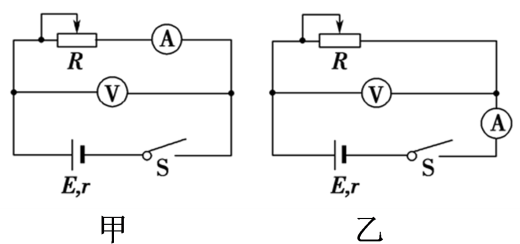 R A R
V V A
S S
E,r E,r
甲 乙